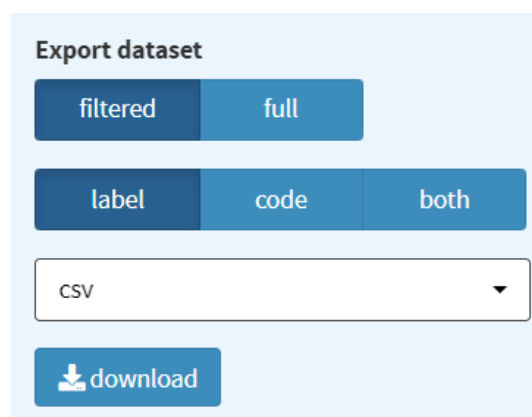 Export dataset
filtered full
label code both
csv
download